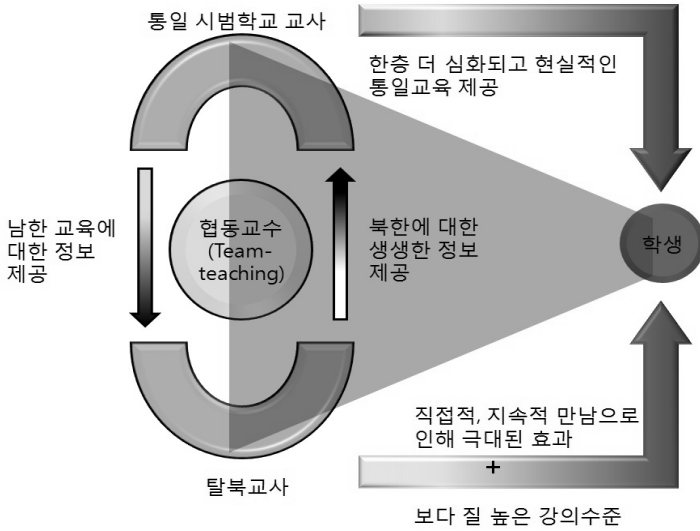 통일 시범학교 교사
한층 더 심화되고 현실적인
통일교육 제공
남한 교육에
대한 정보
제공
협동교수
(Team-
teaching)
북한에 대한
생생한 정보
제공
학생
직접적, 지속적 만남으로
인해 극대된 효과
+
탈북교사
보다 질 높은 강의수준